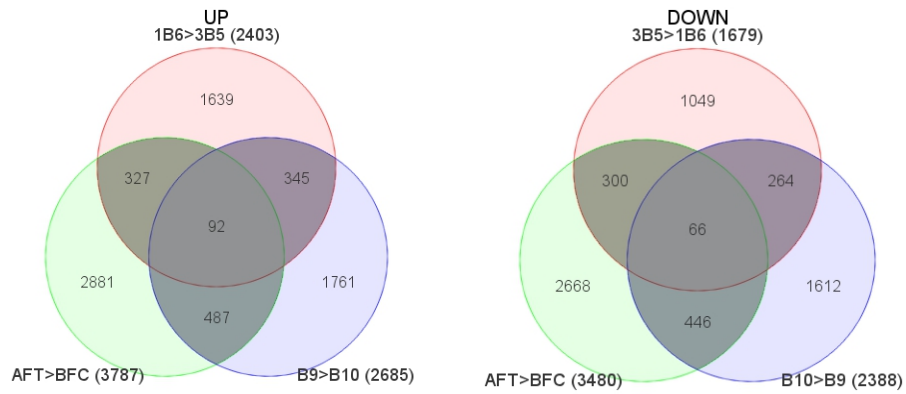 UP
1B6>3B5 (2403)
1639
327
345
92
2881
1761
487
AFT>BFC (3787)
B9>B10 (2685)
DOWN
3B5>1B6 (1679)
1049
300
264
66
2668
1612
446
AFT>BFC (3480)
B10>B9 (2388)